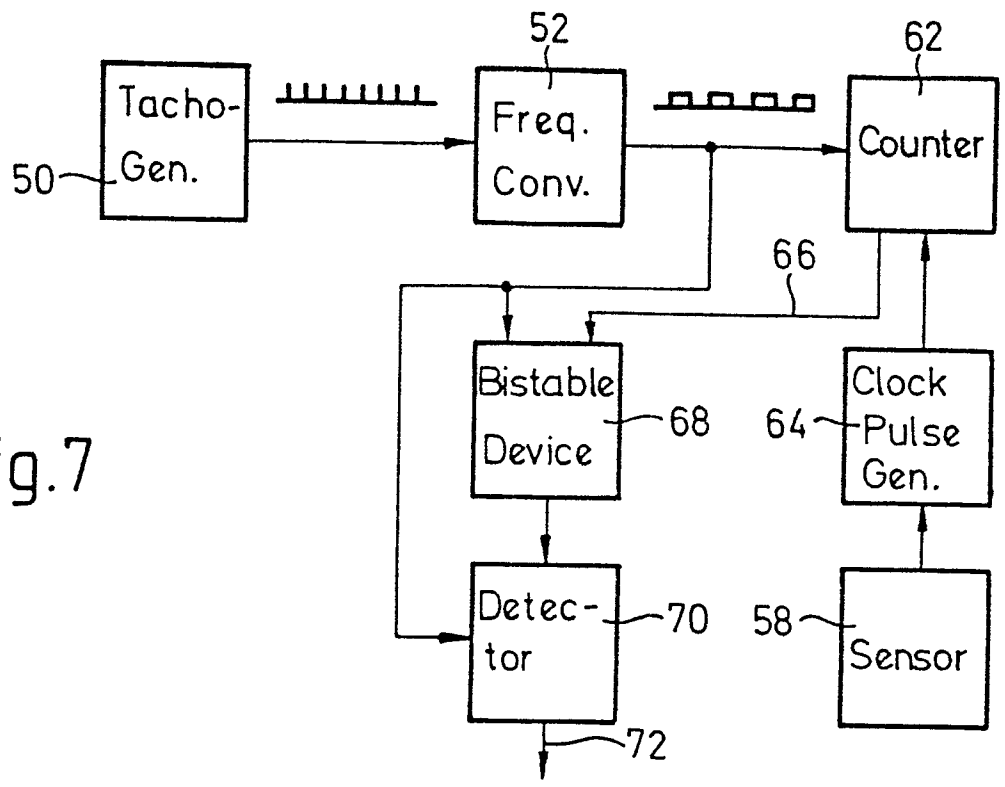 52
62
Tacho-
Gen.
50
Freq.
Conv.
Counter
66
Bistable
Device
68
Clock
Pulse
Gen.
64
g.7
Detec-
tor
70
58
Sensor
72